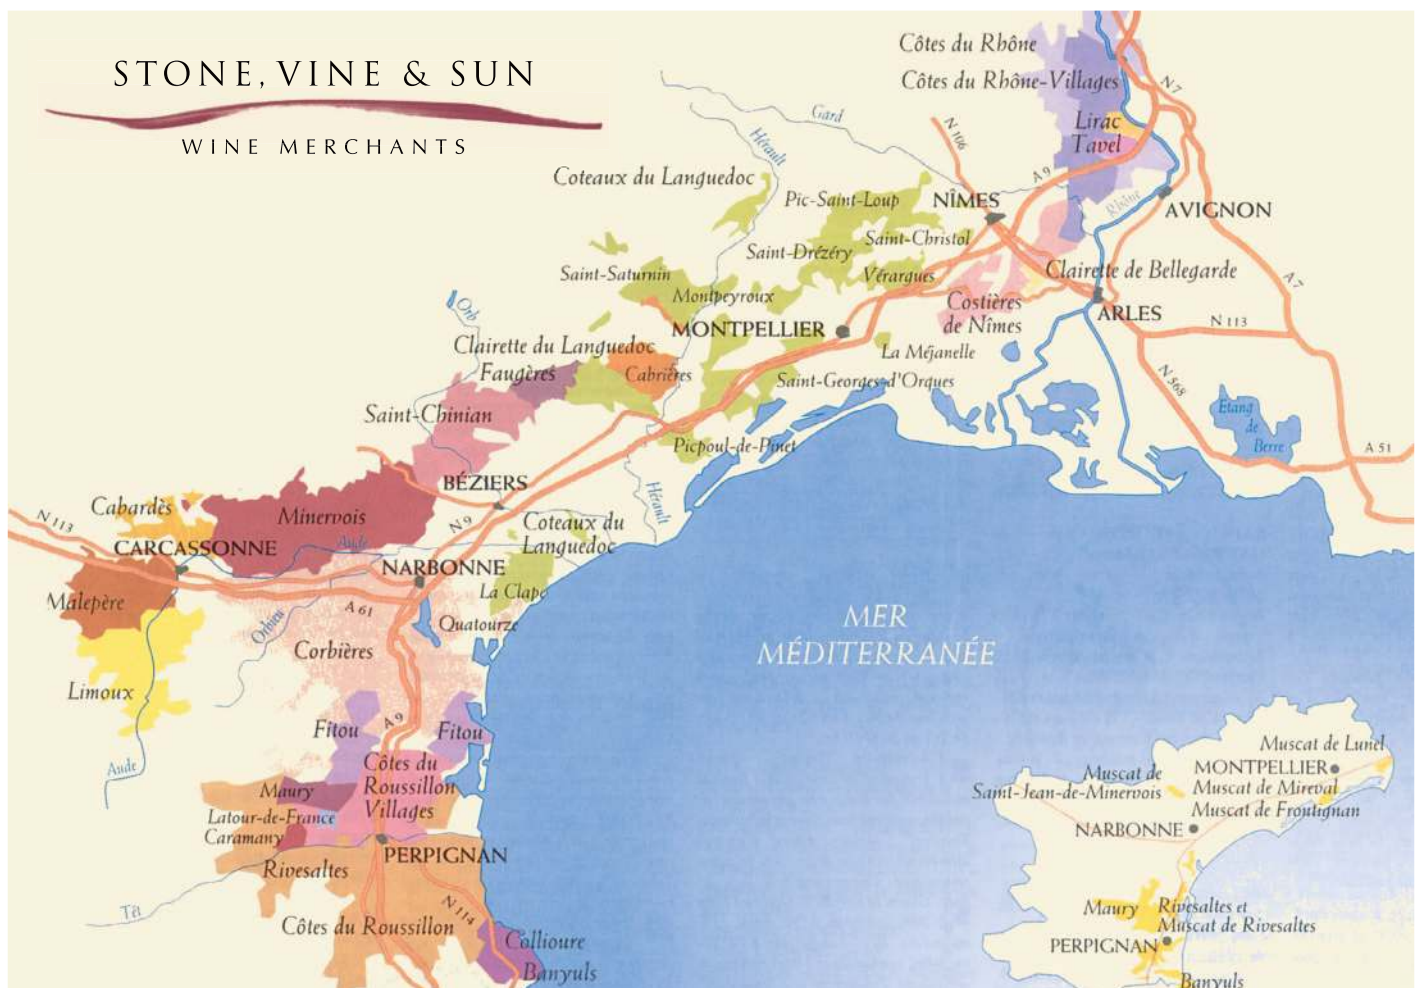 STONE, VINE & SUN
WINE MERCHANTS
Côtes du Rhône
Côtes du Rhône-Villages
N7
Lirac
Tavel
Gard
Hérault
N 106
A 9
Coteaux du Languedoc
Pic-Saint-Loup
NÎMES
Rhône
AVIGNON
Saint-Christol
Saint-Drézéry
Saint-Saturnin
Vérargues
Clairette de Bellegarde
A 7
Montpeyroux
Costières
de Nîmes
Orb
MONTPELLIER
ARLES
N 113
Clairette du Languedoc
La Méjanelle
Faugères
Cabrières
Saint-Georges-d'Orques
N 568
Saint-Chinian
Etang
de
Berre
Picpoul-de-Pinet
A 51
BÉZIERS
Hérault
Cabardès
Minervois
N 113
N 9
Coteaux du
Languedoc
CARCASSONNE
Aude
NARBONNE
La Clape
Malepère
A 61
Orbieu
Quatourze
MER
MÉDITERRANÉE
Corbières
Limoux
A 9
Fitou
Fitou
Aude
Côtes du
Roussillon
Villages
Maury
Latour-de-France
Caramany
PERPIGNAN
Rivesaltes
Têt
N 114
Côtes du Roussillon
Collioure
Banyuls
Muscat de Lunel
Muscat de
Saint-Jean-de-Minervois
MONTPELLIER
Muscat de Mireval
Muscat de Frontignan
NARBONNE
Maury
Rivesaltes et
Muscat de Rivesaltes
PERPIGNAN
Banyuls